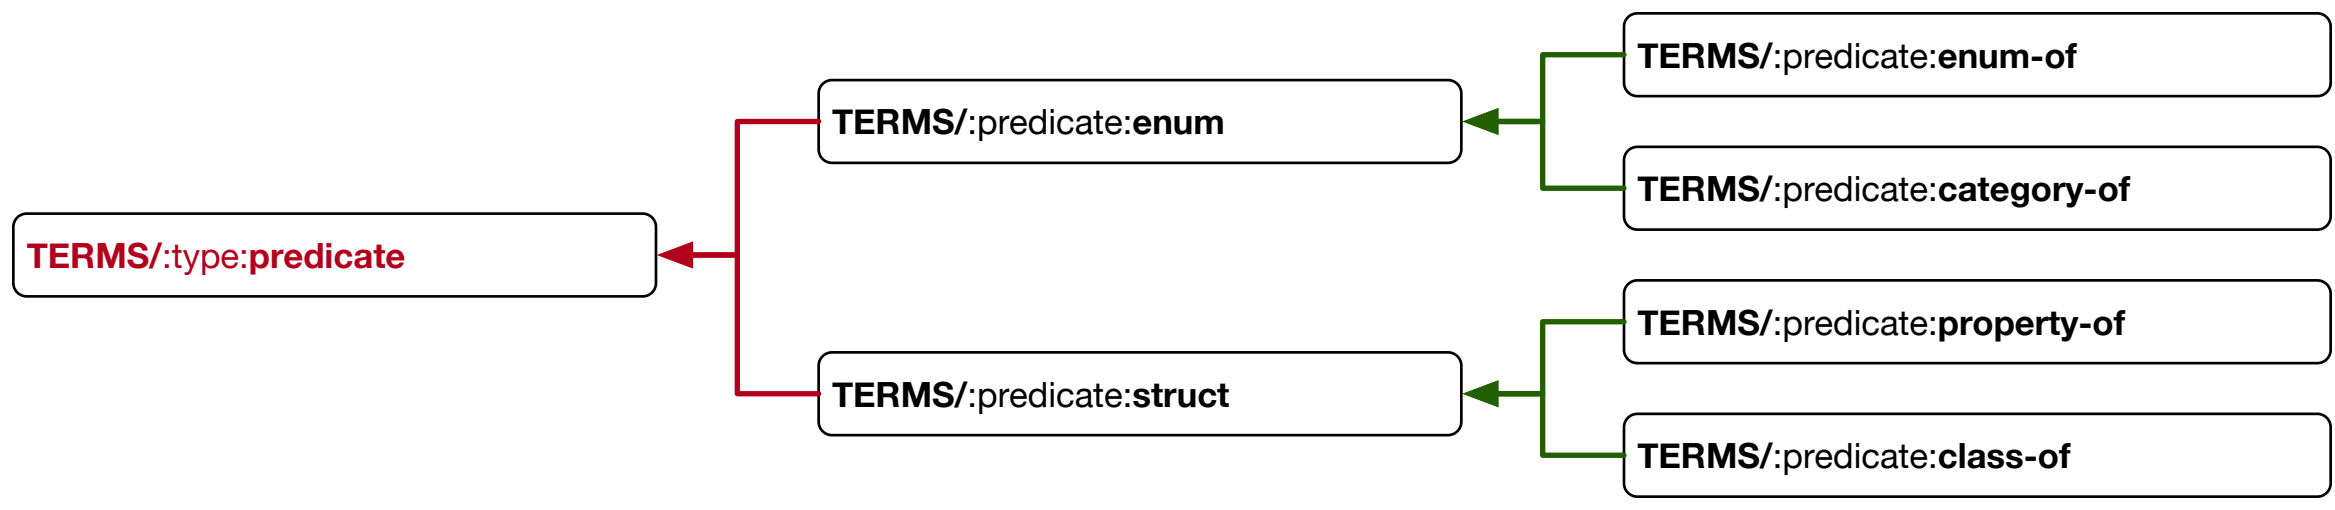 TERMS/:type:predicate
TERMS/:predicate:enum
TERMS/:predicate:struct
TERMS/:predicate:enum-of
TERMS/:predicate:category-of
TERMS/:predicate:property-of
TERMS/:predicate:class-of